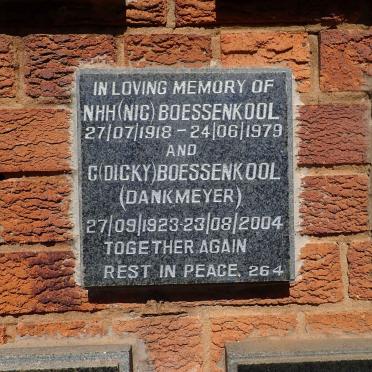 IN LOVING MEMORY OF
NHH(NIC) BOESSENKOOL
27/07/1918 - 24/06/1979
AND
C(DICKY) BOESSENKOOL
(DANKMEYER)
27/09/1923-23/08/2004
TOGETHER AGAIN
REST IN PEACE. 264